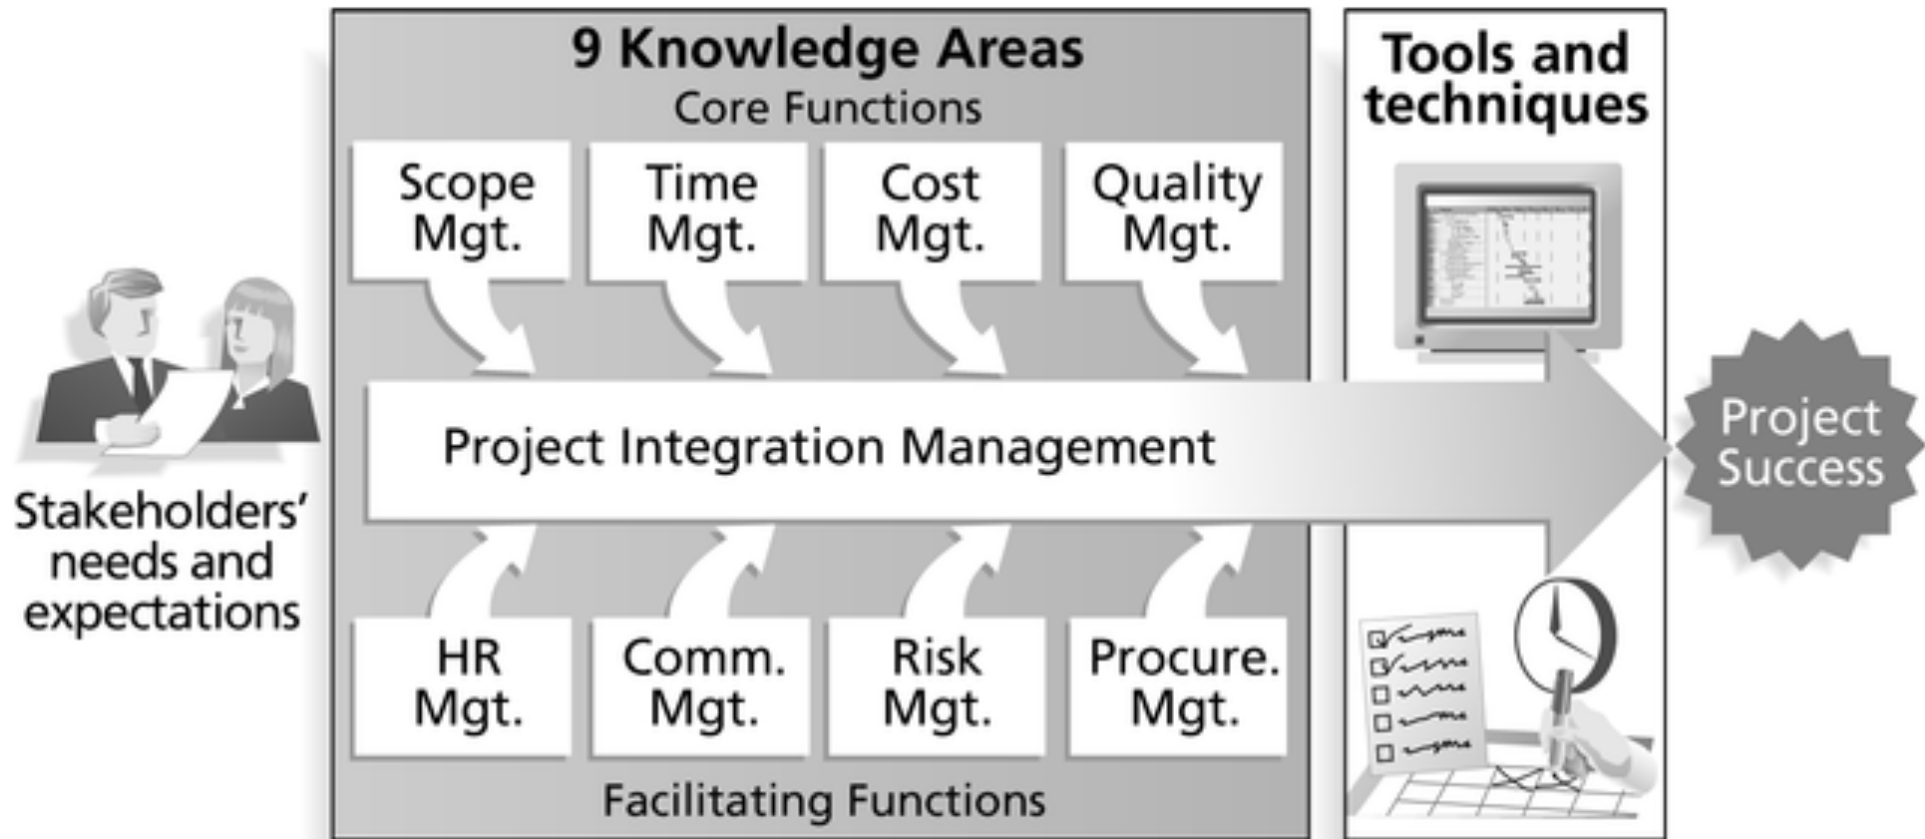 9 Knowledge Areas
Core Functions
Scope
Mgt.
Time
Mgt.
Cost
Mgt.
Quality
Mgt.
Tools and
techniques
Stakeholders’
needs and
expectations
Project Integration Management
Project
Success
HR
Mgt.
Comm.
Mgt.
Risk
Mgt.
Procure.
Mgt.
Facilitating Functions